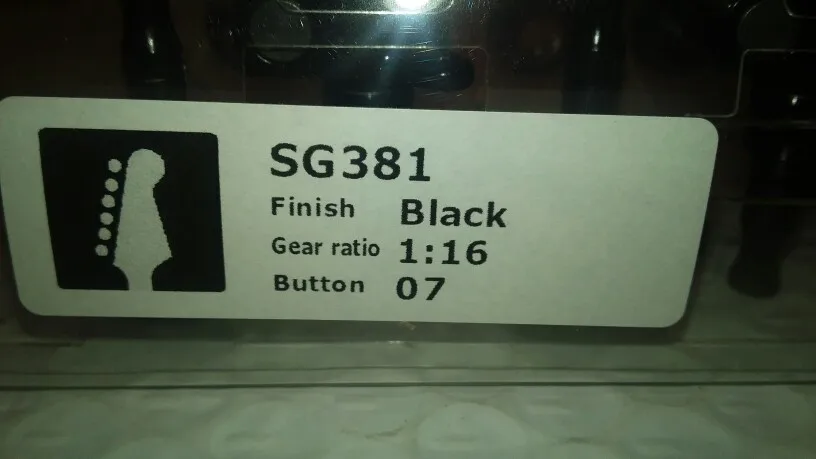 SG381
Finish Black
Gear ratio 1:16
Button 07